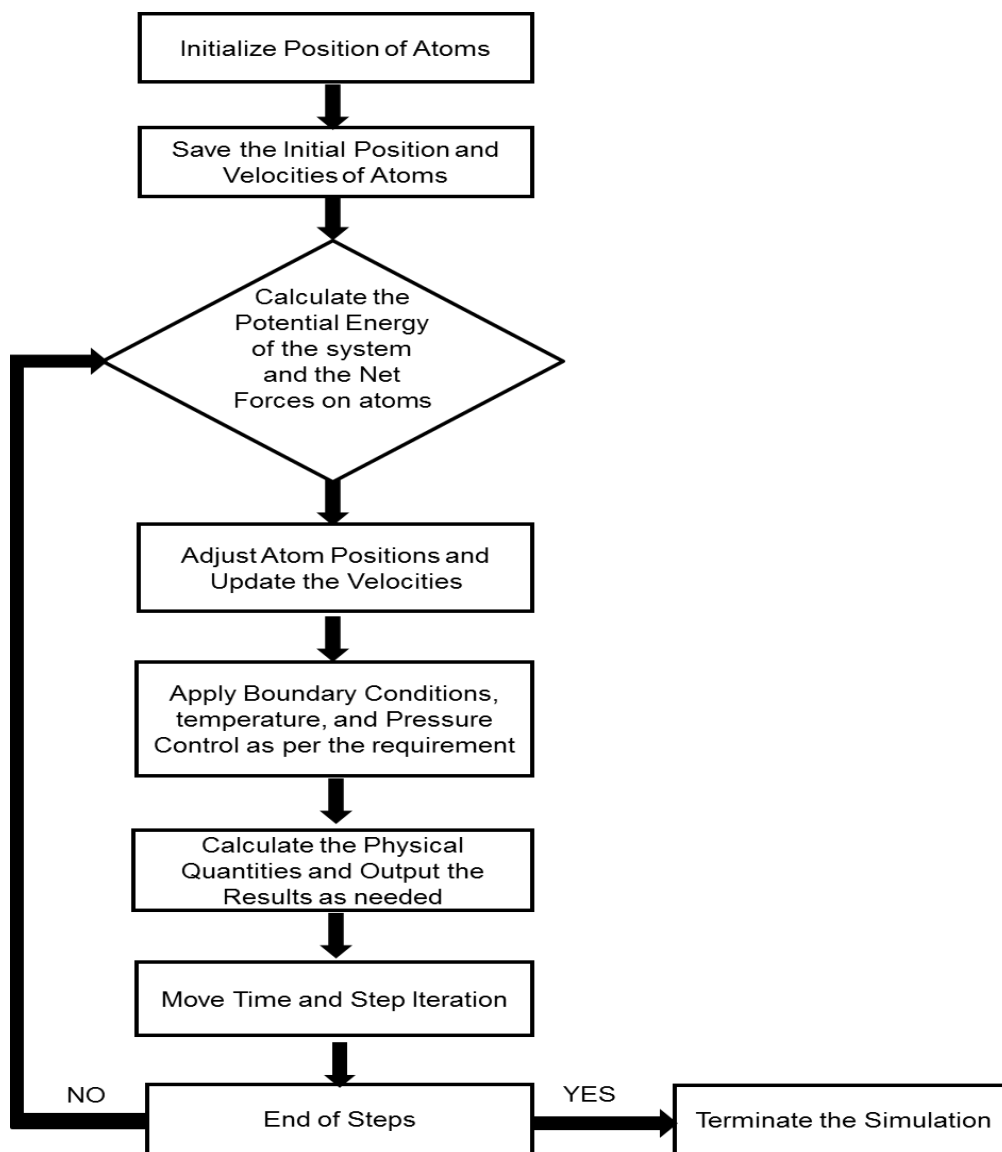 Initialize Position of Atoms
Save the Initial Position and
Velocities of Atoms
Calculate the
Potential Energy
of the system
and the Net
Forces on atoms
Adjust Atom Positions and
Update the Velocities
Apply Boundary Conditions,
temperature, and Pressure
Control as per the requirement
Calculate the Physical
Quantities and Output the
Results as needed
Move Time and Step Iteration
NO
End of Steps
YES
Terminate the Simulation